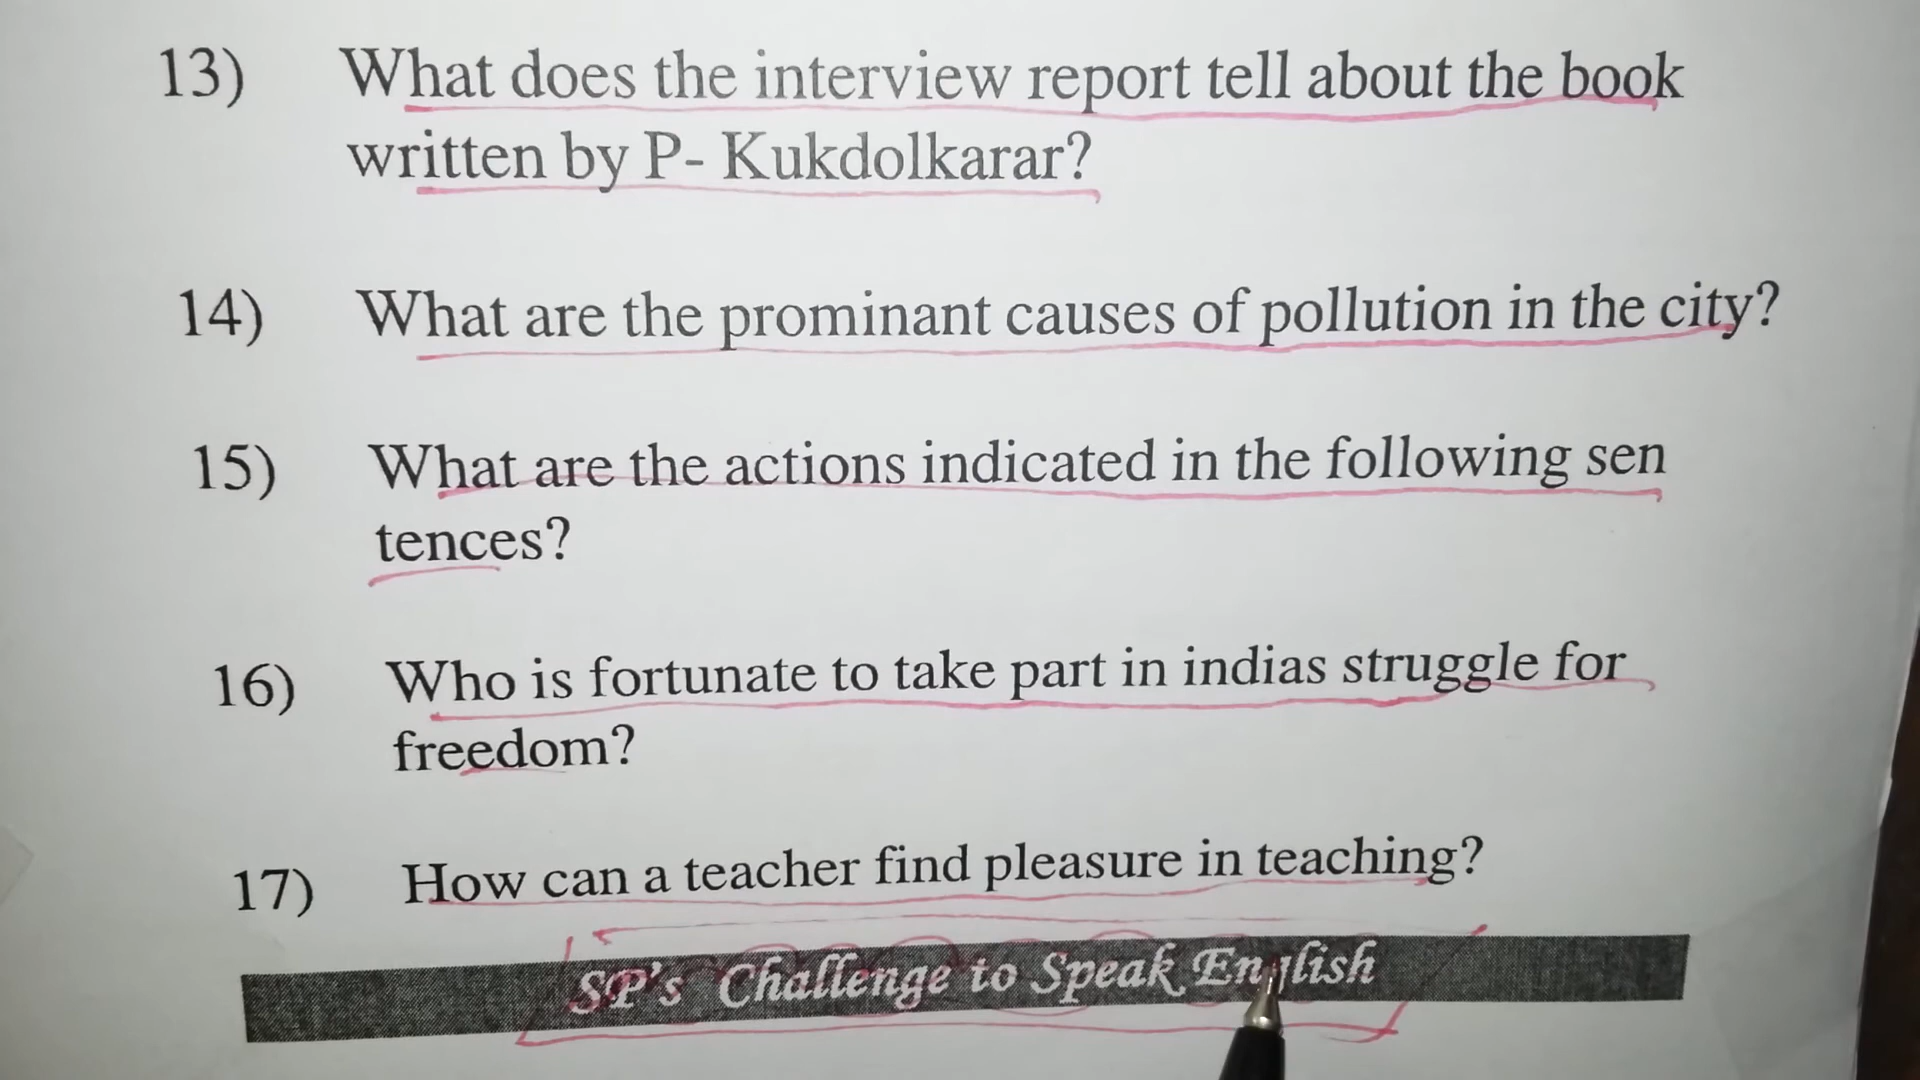 13) What does the interview report tell about the book
written by P- Kukdolkarar?
14) What are the prominant causes of pollution in the city?
15) What are the actions indicated in the following sen
tences?
16) Who is fortunate to take part in indias struggle for
freedom?
17) How can a teacher find pleasure in teaching?
SP's Challenge to Speak English